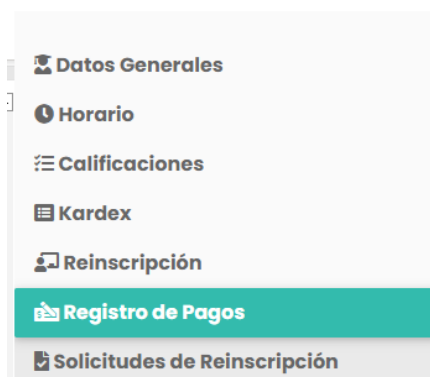 Datos Generales
Horario
Calificaciones
Kardex
Reinscripción
Registro de Pagos
Solicitudes de Reinscripción